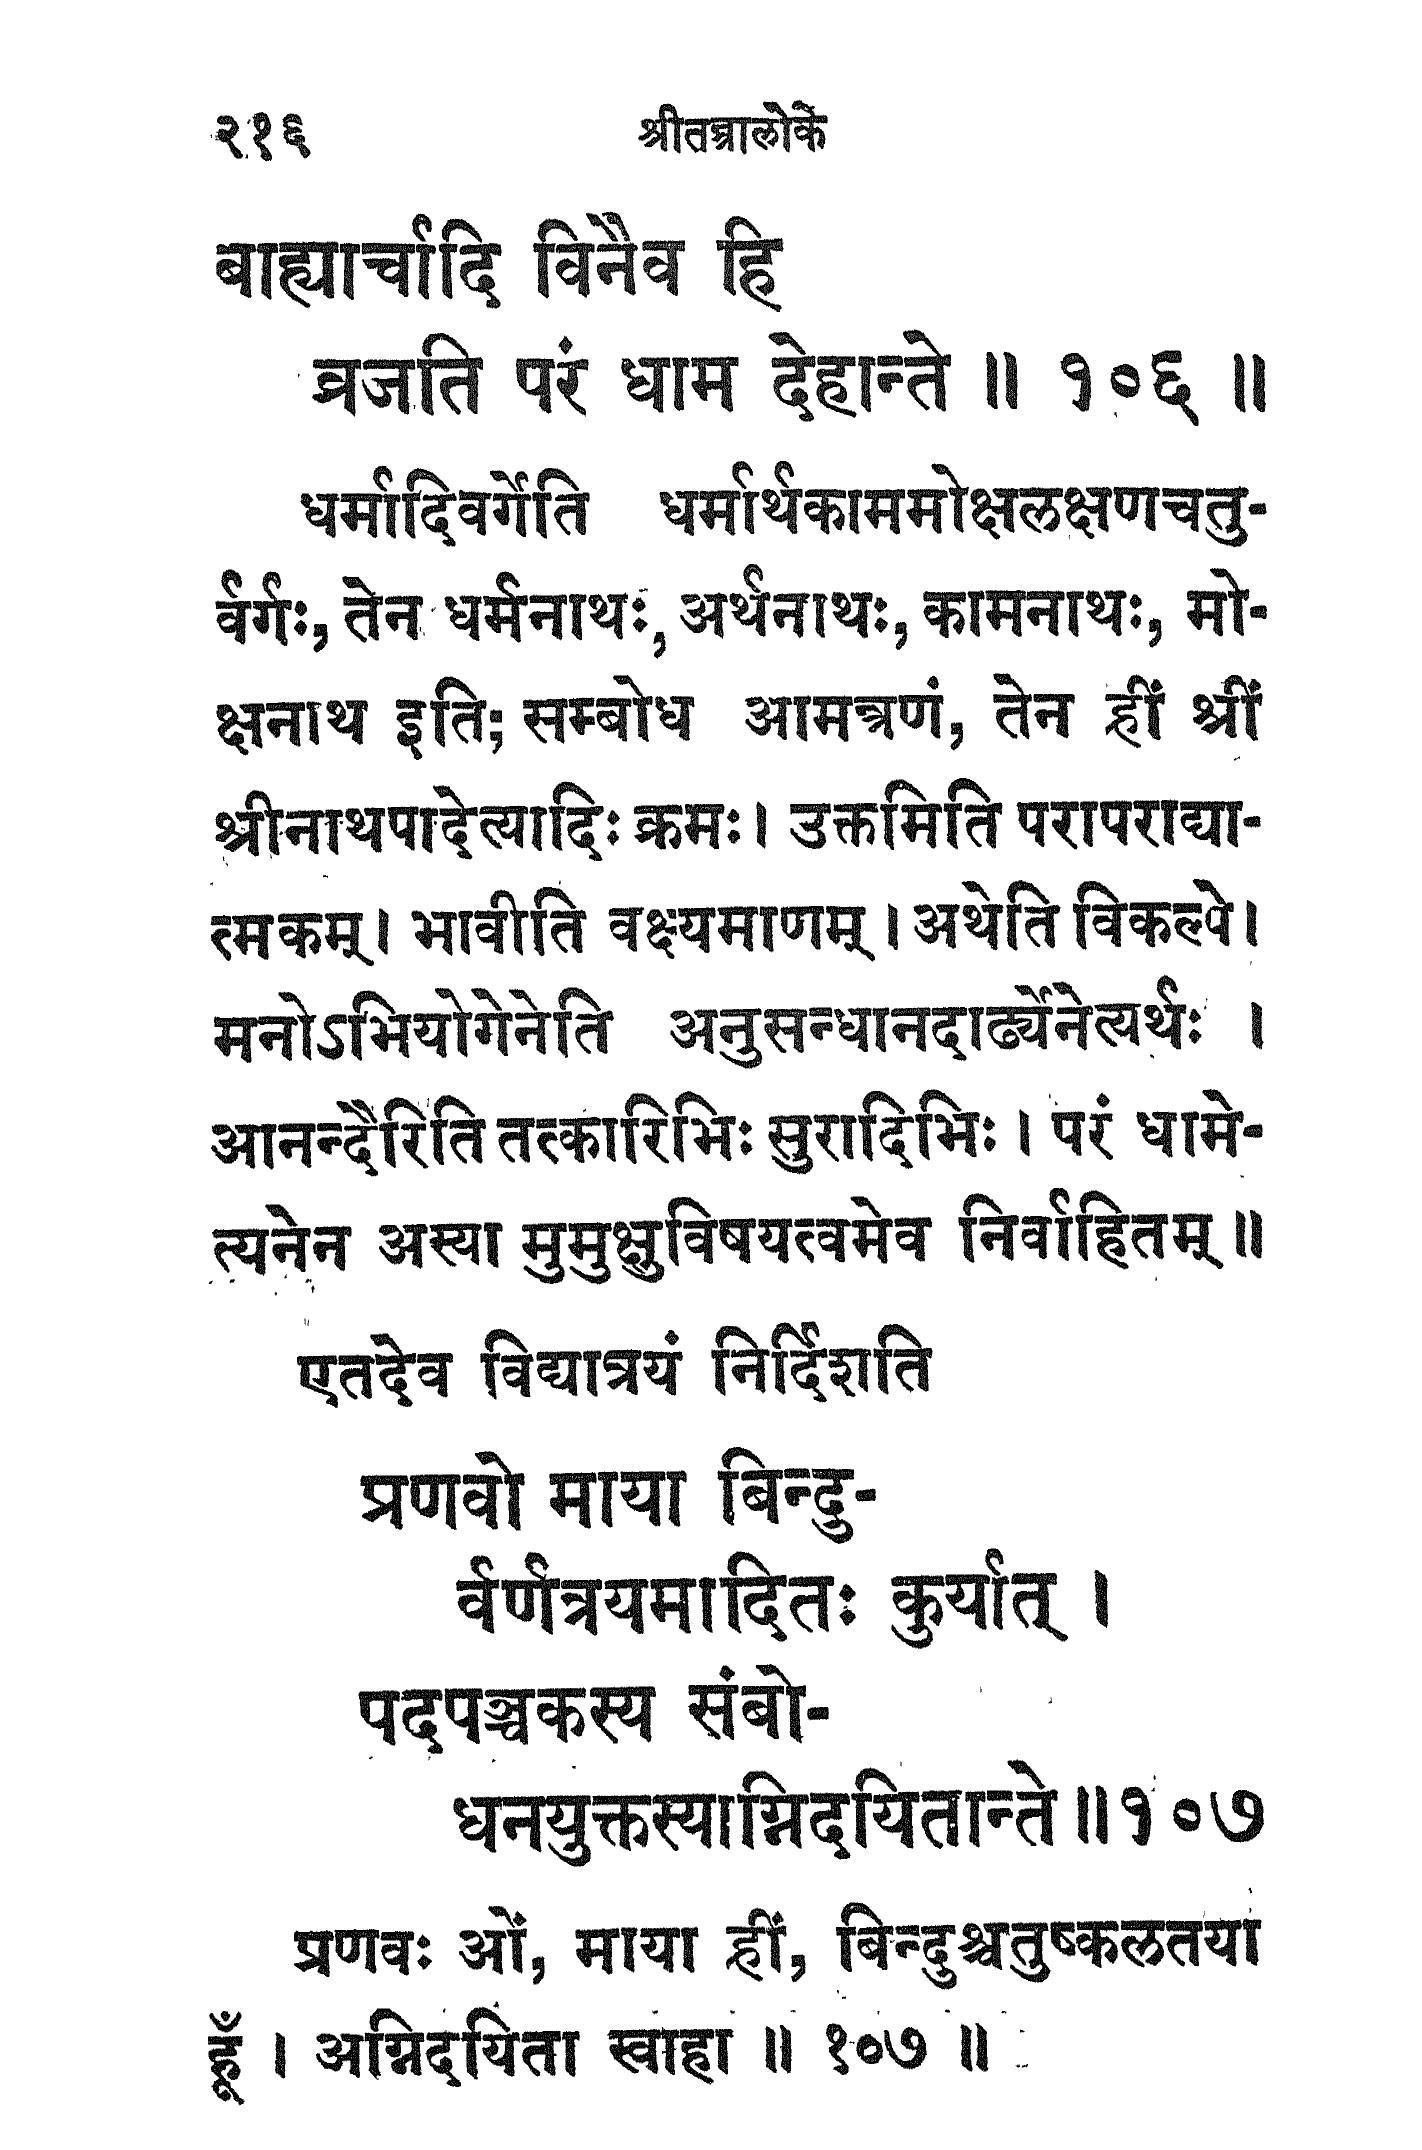 २१६ श्रीतन्त्रालोके
बाह्यार्चादि विनैव हि
व्रजति परं धाम देहान्ते ॥ १०६ ॥
धर्मादिवर्गेति धर्मार्थकाममोक्षलक्षणचतु-
र्वर्गः, तेन धर्मनाथः, अर्थनाथः, कामनाथः, मो-
क्षनाथ इति; सम्बोध आमन्त्रणं, तेन ह्रीं श्रीं
श्रीनाथपादेत्यादिः क्रमः। उक्तमिति परापराद्या-
त्मकम्। भावीति वक्ष्यमाणम्। अथेति विकल्पे।
मनोऽभियोगेनेति अनुसन्धानदार्ढ्येनेत्यर्थः ।
आनन्दैरिति तत्कारिभिः सुरादिभिः। परं धामे-
त्यनेन अस्या मुमुक्षुविषयत्वमेव निर्वाहितम्॥
एतदेव विद्यात्रयं निर्दिशति
प्रणवो माया बिन्दु-
र्वर्णत्रयमादितः कुर्यात् ।
पदपञ्चकस्य संबो-
धनयुक्तस्याग्निदयितान्ते॥१०७
प्रणवः ओं, माया ह्रीं, बिन्दुश्चतुष्कलतया
हूँ । अग्निदयिता स्वाहा ॥ १०७ ॥